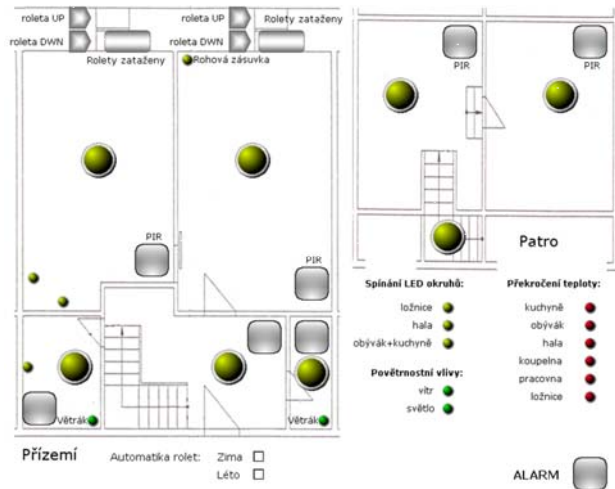 roleta UP
roleta UP
Rolety zataženy
roleta DWN
roleta DWN
Rolety zataženy
Rohová zásuvka
PIR
PIR
PIR
PIR
Patro
Spínání LED okruhů:
ložnice
hala
obývák+kuchyně
Povětrnostní vlivy:
vítr
světlo
Překročení teploty:
kuchyně
obývák
hala
koupelna
pracovna
ložnice
Větrák
Větrák
Přízemí
Automatika rolet:
Zima
Léto
ALARM